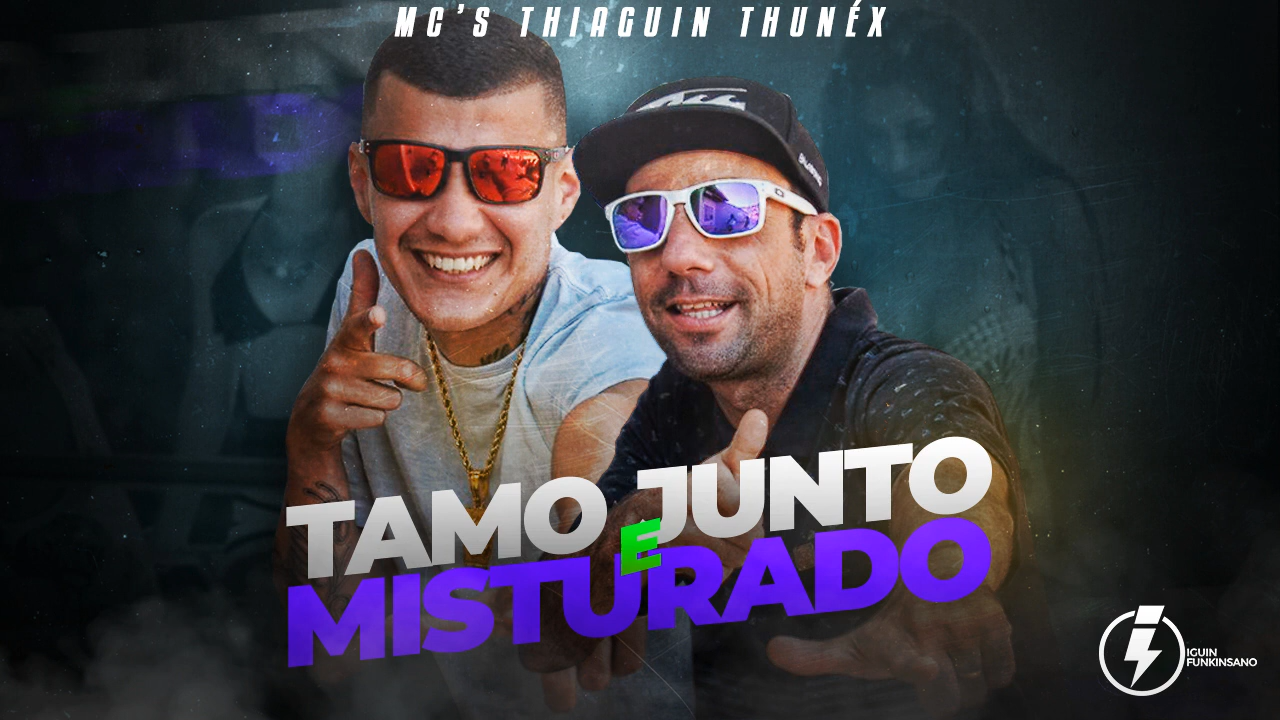 MC'S THIAGUIN THUNÉX
TAMO JUNTO
E
MISTURADO
IGUIN
FUNKINSANO